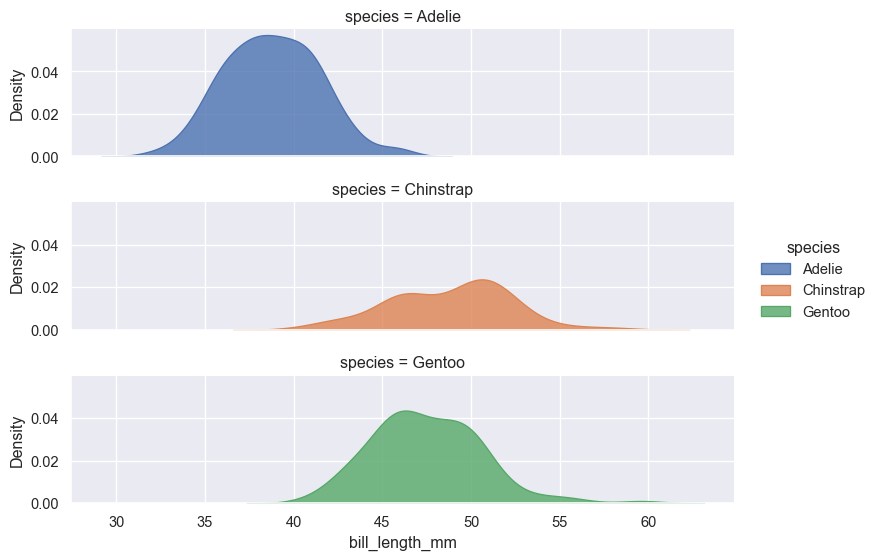 species = Adelie
0.04
0.02
0.00
Density
species = Chinstrap
0.04
0.02
0.00
Density
species = Gentoo
0.04
0.02
0.00
Density
30 35 40 45 50 55 60
bill_length_mm
species
Adelie
Chinstrap
Gentoo